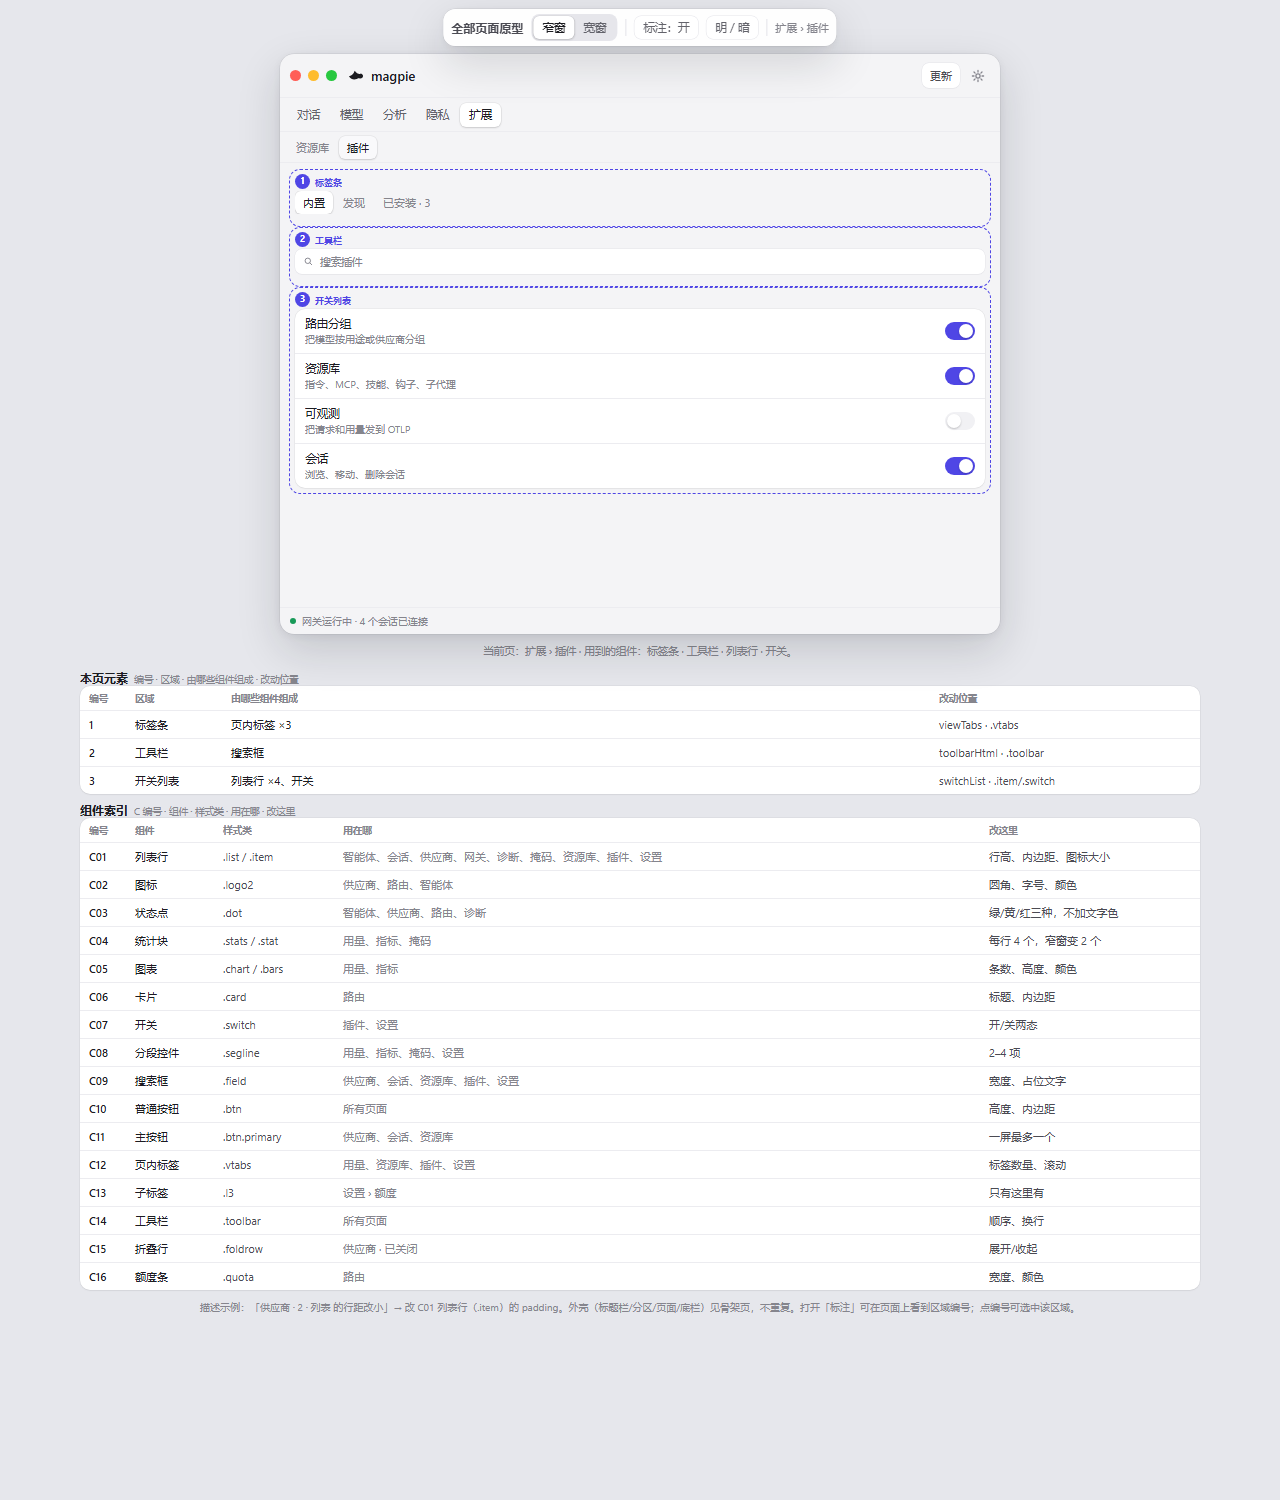 全部页面原型 窄窗 宽窗 标注：开 明 / 暗 扩展 › 插件
magpie 更新
对话 模型 分析 隐私 扩展
资源库 插件
1 标签条
内置 发现 已安装 · 3
2 工具栏
搜索插件
3 开关列表
路由分组
把模型按用途或供应商分组
资源库
指令、MCP、技能、钩子、子代理
可观测
把请求和用量发到 OTLP
会话
浏览、移动、删除会话
网关运行中 · 4 个会话已连接
当前页：扩展 › 插件 · 用到的组件：标签条 · 工具栏 · 列表行 · 开关。
本页元素 编号 · 区域 · 由哪些组件组成 · 改动位置
编号 区域 由哪些组件组成 改动位置
1 标签条 页内标签 ×3 viewTabs · .vtabs
2 工具栏 搜索框 toolbarHtml · .toolbar
3 开关列表 列表行 ×4、开关 switchList · .item/.switch
组件索引 C 编号 · 组件 · 样式类 · 用在哪 · 改这里
编号 组件 样式类 用在哪 改这里
C01 列表行 .list / .item 智能体、会话、供应商、网关、诊断、掩码、资源库、插件、设置 行高、内边距、图标大小
C02 图标 .logo2 供应商、路由、智能体 圆角、字号、颜色
C03 状态点 .dot 智能体、供应商、路由、诊断 绿/黄/红三种，不加文字色
C04 统计块 .stats / .stat 用量、指标、掩码 每行 4 个，窄窗变 2 个
C05 图表 .chart / .bars 用量、指标 条数、高度、颜色
C06 卡片 .card 路由 标题、内边距
C07 开关 .switch 插件、设置 开/关两态
C08 分段控件 .segline 用量、指标、掩码、设置 2–4 项
C09 搜索框 .field 供应商、会话、资源库、插件、设置 宽度、占位文字
C10 普通按钮 .btn 所有页面 高度、内边距
C11 主按钮 .btn.primary 供应商、会话、资源库 一屏最多一个
C12 页内标签 .vtabs 用量、资源库、插件、设置 标签数量、滚动
C13 子标签 .l3 设置 › 额度 只有这里有
C14 工具栏 .toolbar 所有页面 顺序、换行
C15 折叠行 .foldrow 供应商 · 已关闭 展开/收起
C16 额度条 .quota 路由 宽度、颜色
描述示例：「供应商 · 2 · 列表 的行距改小」→ 改 C01 列表行（.item）的 padding。外壳（标题栏/分区/页面/底栏）见骨架页，不重复。打开「标注」可在页面上看到区域编号；点编号可选中该区域。